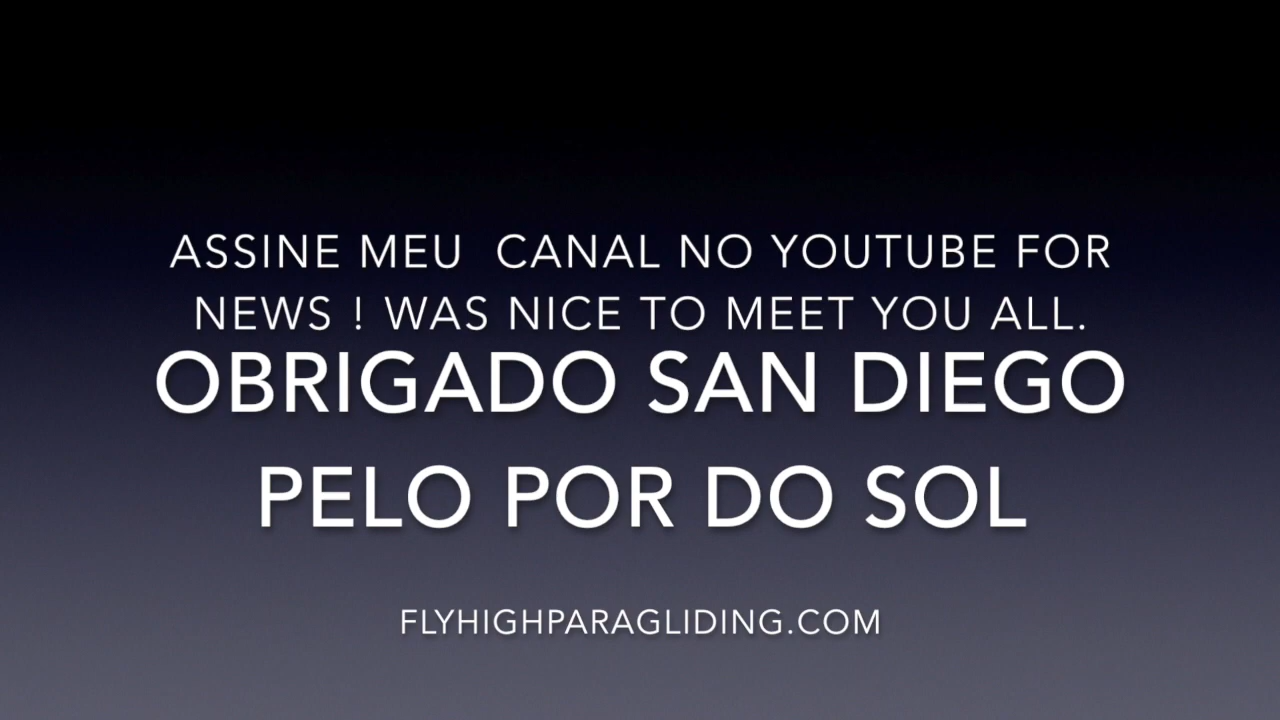 ASSINE MEU  CANAL NO YOUTUBE FOR
NEWS ! WAS NICE TO MEET YOU ALL.
OBRIGADO SAN DIEGO
PELO POR DO SOL
FLYHIGHPARAGLIDING.COM